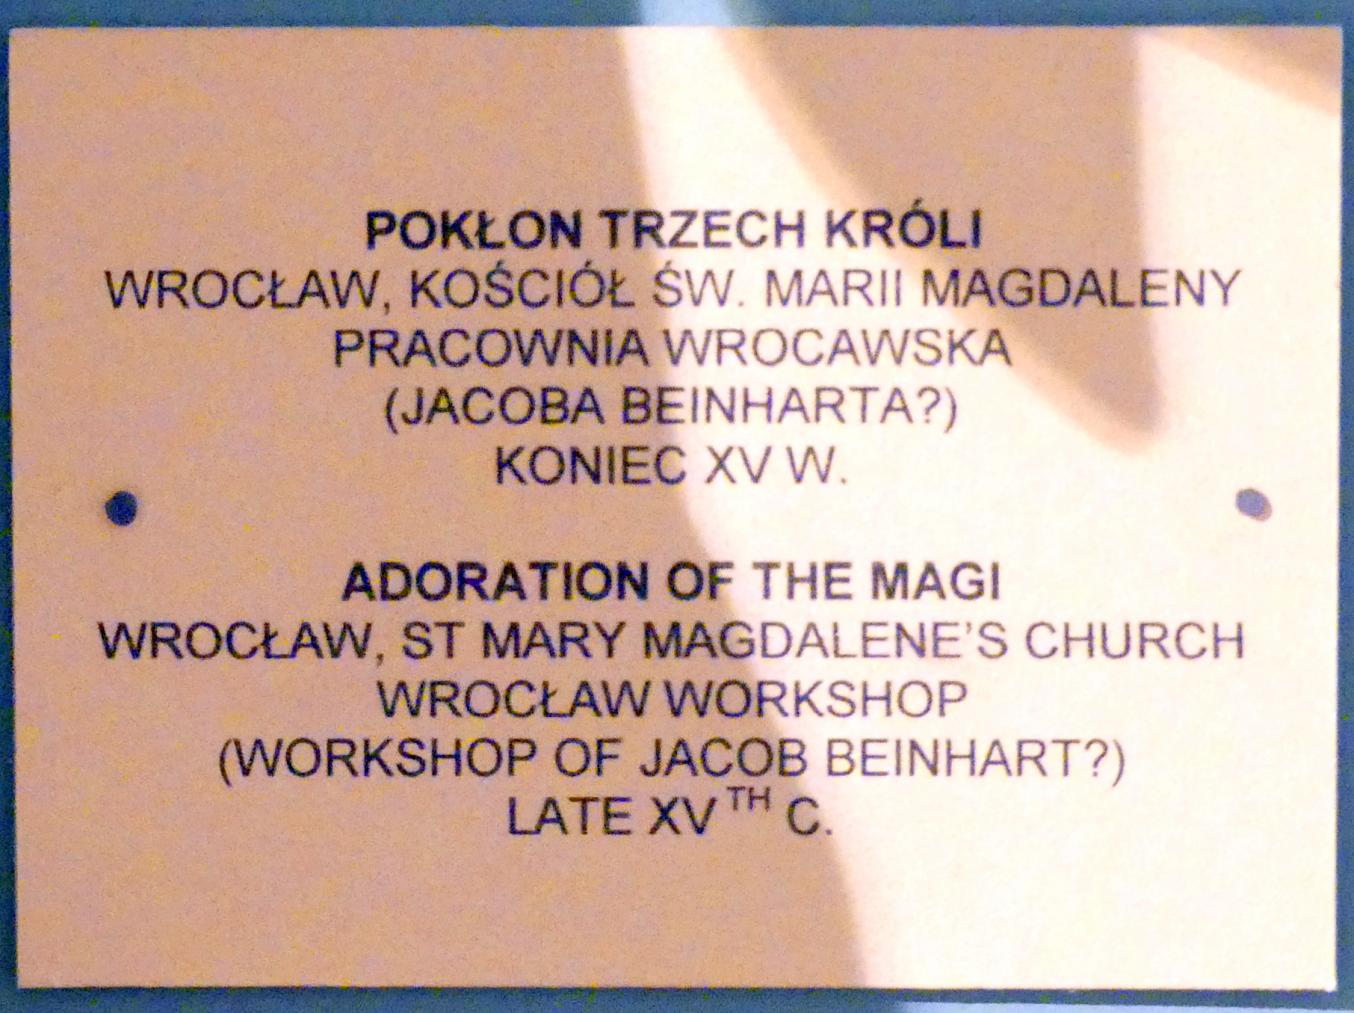 POKŁON TRZECH KRÓLI
WROCŁAW, KOŚCIÓŁ ŚW. MARII MAGDALENY
PRACOWNIA WROCAWSKA
(JACOBA BEINHARTA?)
KONIEC XV W.
ADORATION OF THE MAGI
WROCŁAW, ST MARY MAGDALENE'S CHURCH
WROCŁAW WORKSHOP
(WORKSHOP OF JACOB BEINHART?)
LATE XV TH C.